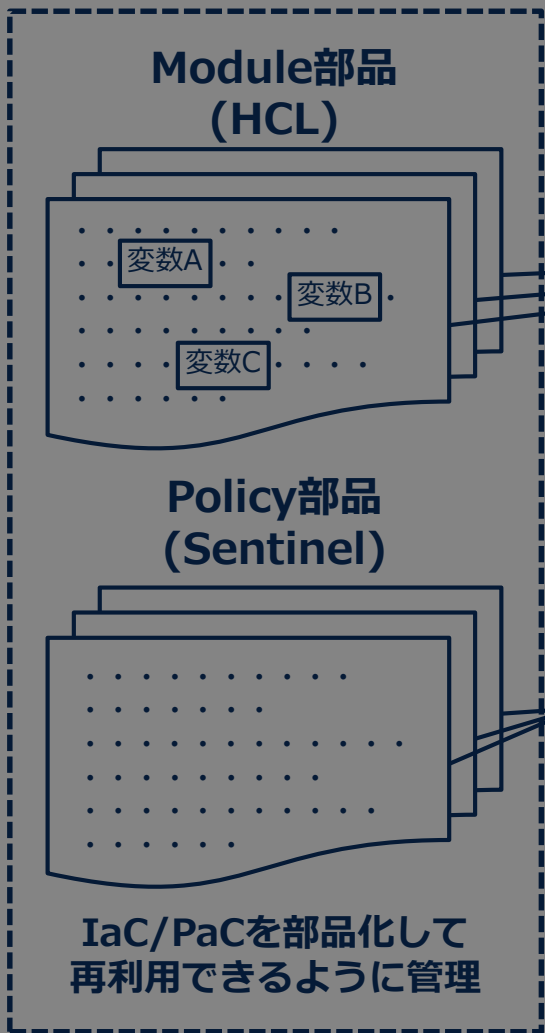 Module部品
(HCL)
変数A
変数B
変数C
Policy部品
(Sentinel)
IaC/PaCを部品化して
再利用できるように管理